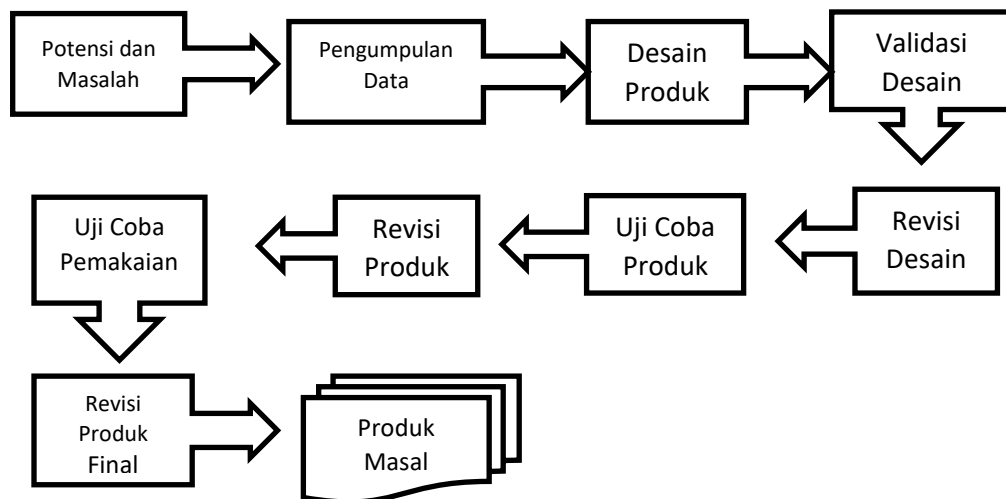 Potensi dan
Masalah
Pengumpulan
Data
Desain
Produk
Validasi
Desain
Revisi
Desain
Uji Coba
Produk
Revisi
Produk
Uji Coba
Pemakaian
Revisi
Produk
Final
Produk
Masal